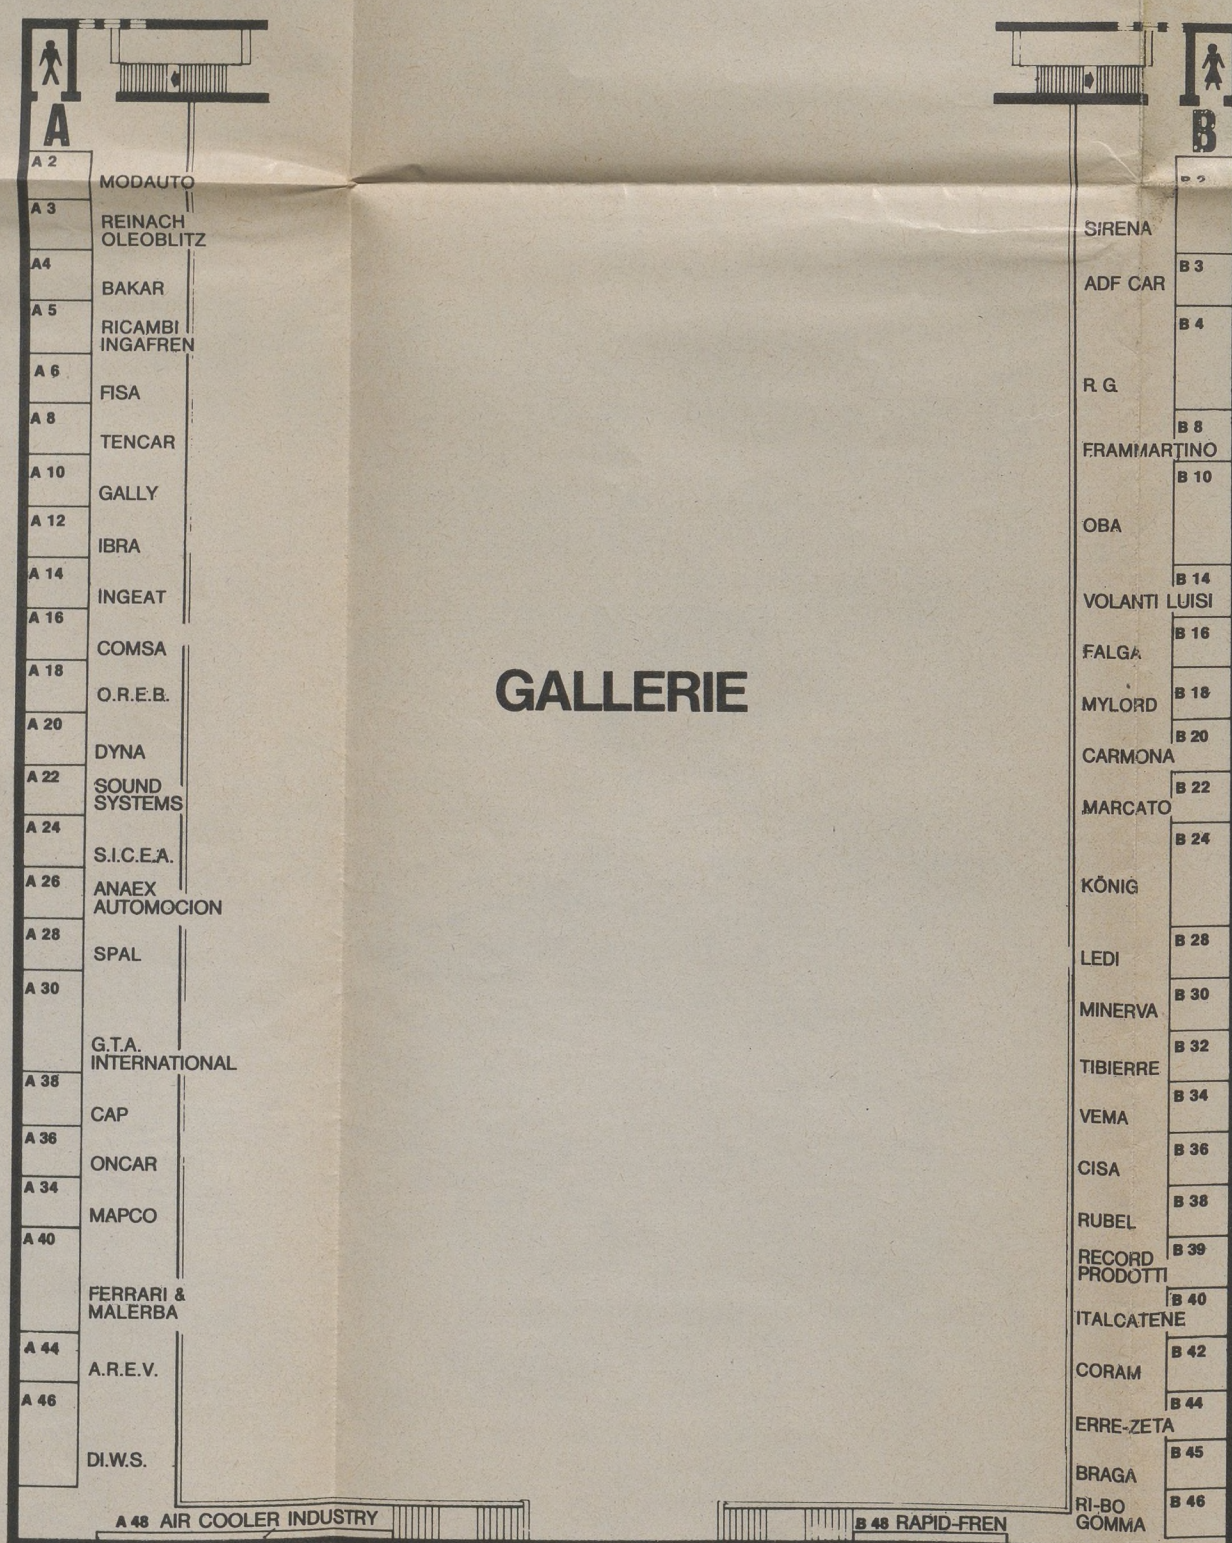 A
A 2
MODAUTO
A 3
REINACH
OLEOBLITZ
A4
BAKAR
A 5
RICAMBI
INGAFREN
A 6
FISA
A 8
TENCAR
A 10
GALLY
A 12
IBRA
A 14
INGEAT
A 16
COMSA
A 18
O.R.E.B.
A 20
DYNA
A 22
SOUND
SYSTEMS
A 24
S.I.C.E.A.
A 26
ANAEX
AUTOMOCION
A 28
SPAL
A 30
G.T.A.
INTERNATIONAL
A 38
CAP
A 36
ONCAR
A 34
MAPCO
A 40
FERRARI &
MALERBA
A 44
A.R.E.V.
A 46
DI.W.S.
A 48 AIR COOLER INDUSTRY
GALLERIE
B
B 2
SIRENA
B 3
ADF CAR
B 4
R.G.
B 8
FRAMMARTINO
B 10
OBA
B 14
VOLANTI LUISI
B 16
FALGA
B 18
MYLORD
B 20
CARMONA
B 22
MARCATO
B 24
KÖNIG
B 28
LEDI
B 30
MINERVA
B 32
TIBIERRE
B 34
VEMA
B 36
CISA
B 38
RUBEL
B 39
RECORD
PRODOTTI
B 40
ITALCATENE
B 42
CORAM
B 44
ERRE-ZETA
B 45
BRAGA
B 46
RI-BO
GOMMA
B 48 RAPID-FREN